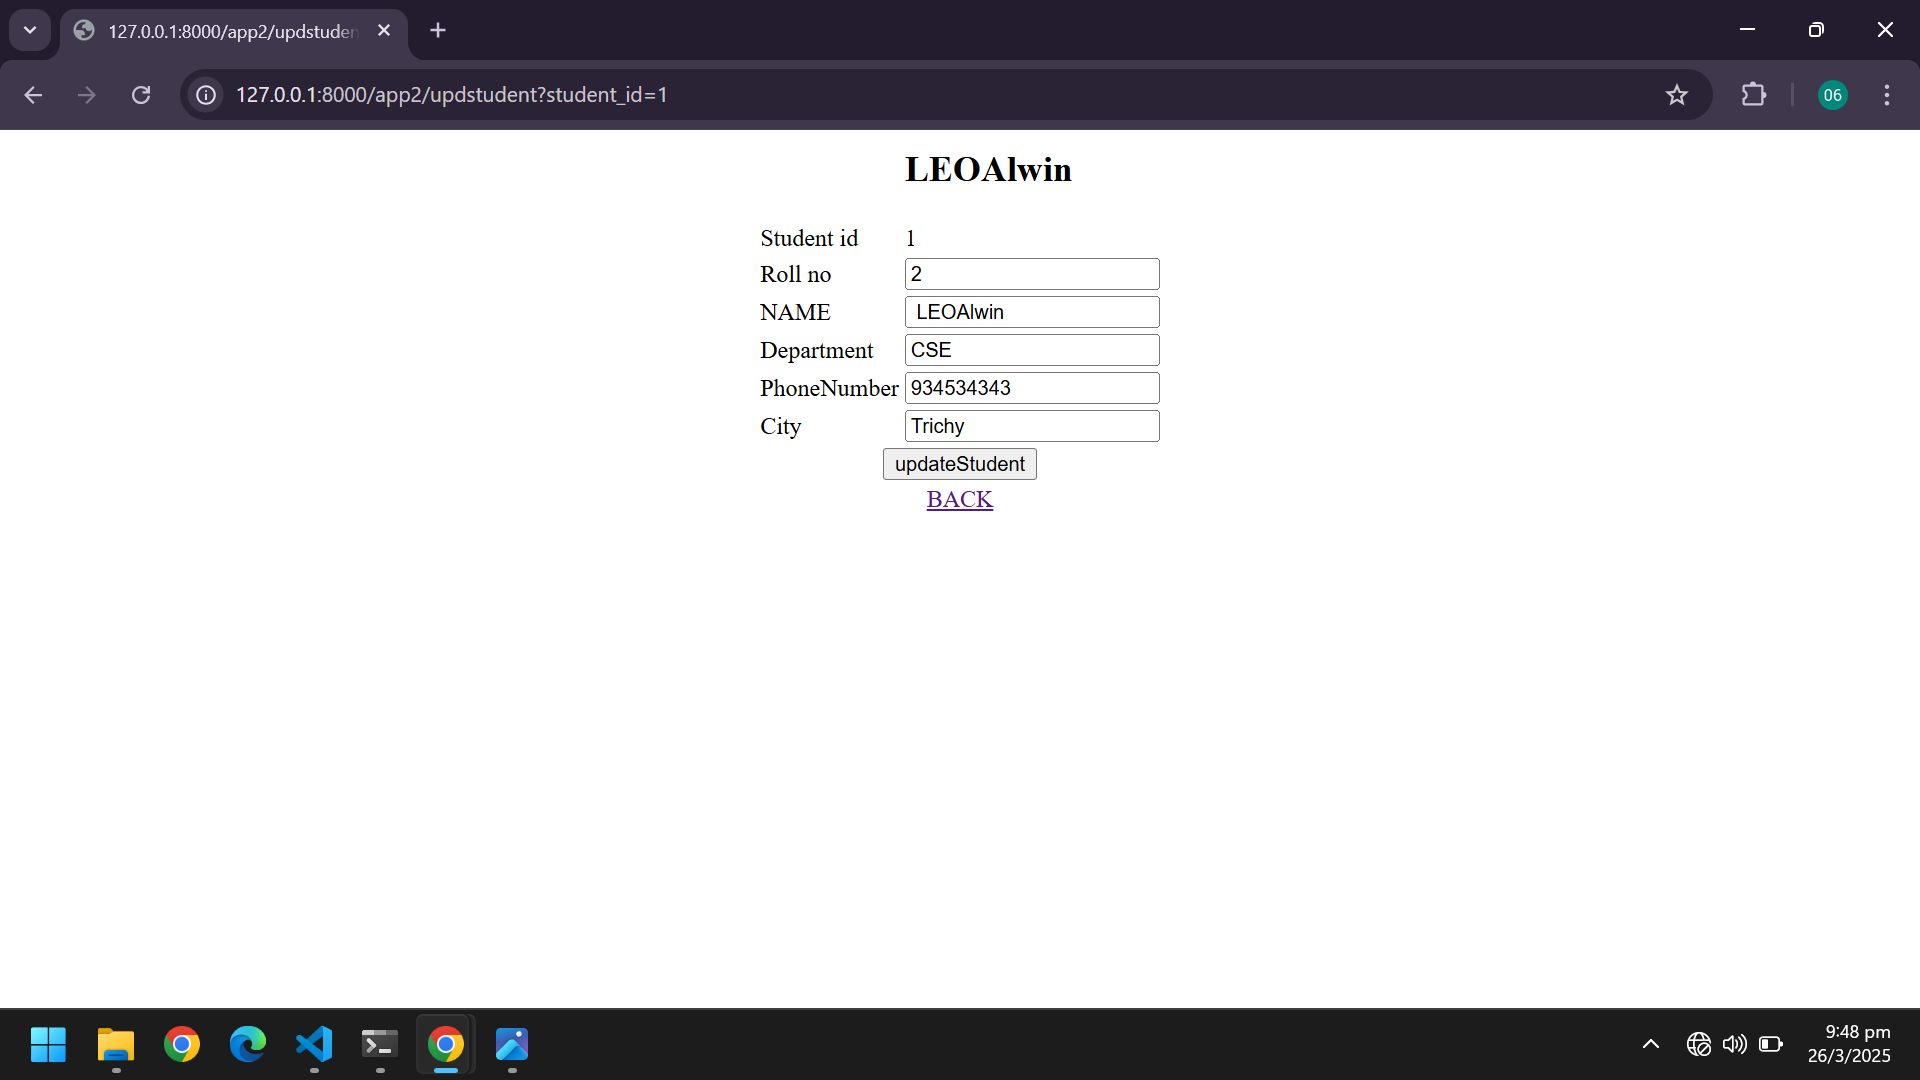 127.0.0.1:8000/app2/updstuden
127.0.0.1:8000/app2/updstudent?student_id=1
06
LEOAlwin
Student id 1
Roll no 2
NAME LEOAlwin
Department CSE
PhoneNumber 934534343
City Trichy
updateStudent
BACK
9:48 pm
26/3/2025